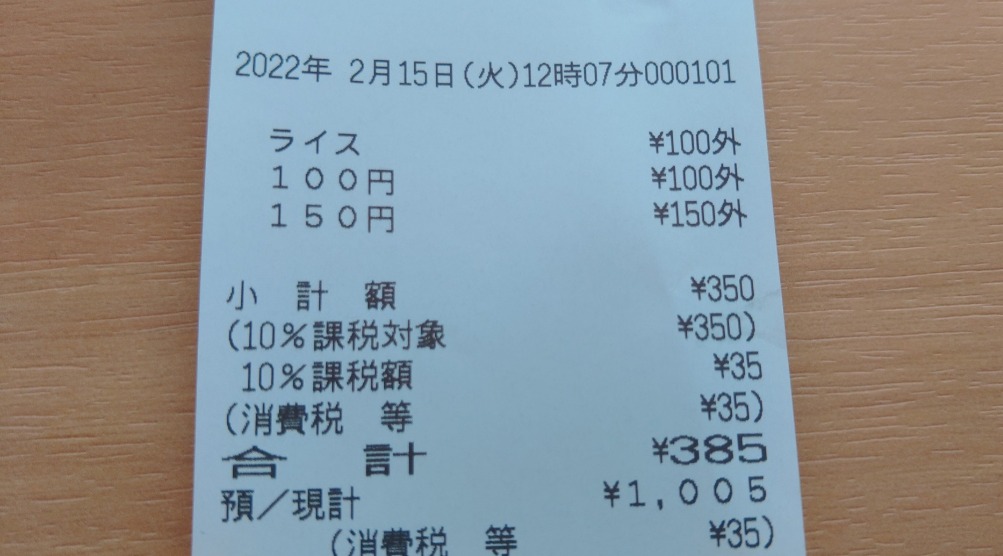 2022年 2月15日(火)12時07分000101
ライス ¥100外
100円 ¥100外
150円 ¥150外
小 計 額 ¥350
(10%課税対象 ¥350)
10%課税額 ¥35
(消費税 等 ¥35)
合 計 ¥385
預/現計 ¥1,005
(消費税 等 ¥35)